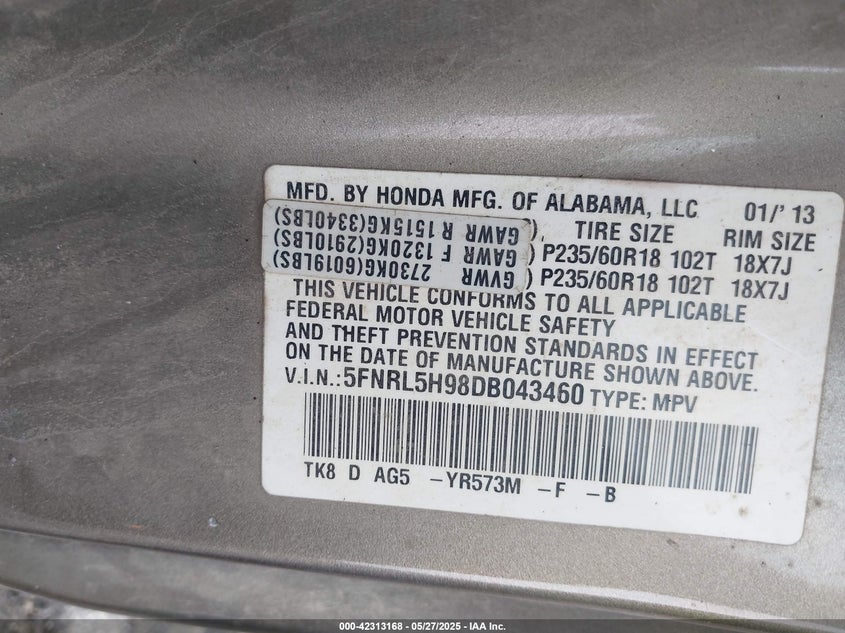 MFD. BY HONDA MFG. OF ALABAMA, LLC 01/'13
GVWR 2730KG(6019LBS)
GAWR F 1320KG(2910LBS)
GAWR R 1515KG(3340LBS)
) TIRE SIZE RIM SIZE
) P235/60R18 102T 18X7J
) P235/60R18 102T 18X7J
THIS VEHICLE CONFORMS TO ALL APPLICABLE
FEDERAL MOTOR VEHICLE SAFETY
AND THEFT PREVENTION STANDARDS IN EFFECT
ON THE DATE OF MANUFACTURE SHOWN ABOVE.
V.I.N.:5FNRL5H98DB043460 TYPE: MPV
TK8 D AG5 -YR573M -F -B
000-42313168 - 05/27/2025 - IAA Inc.